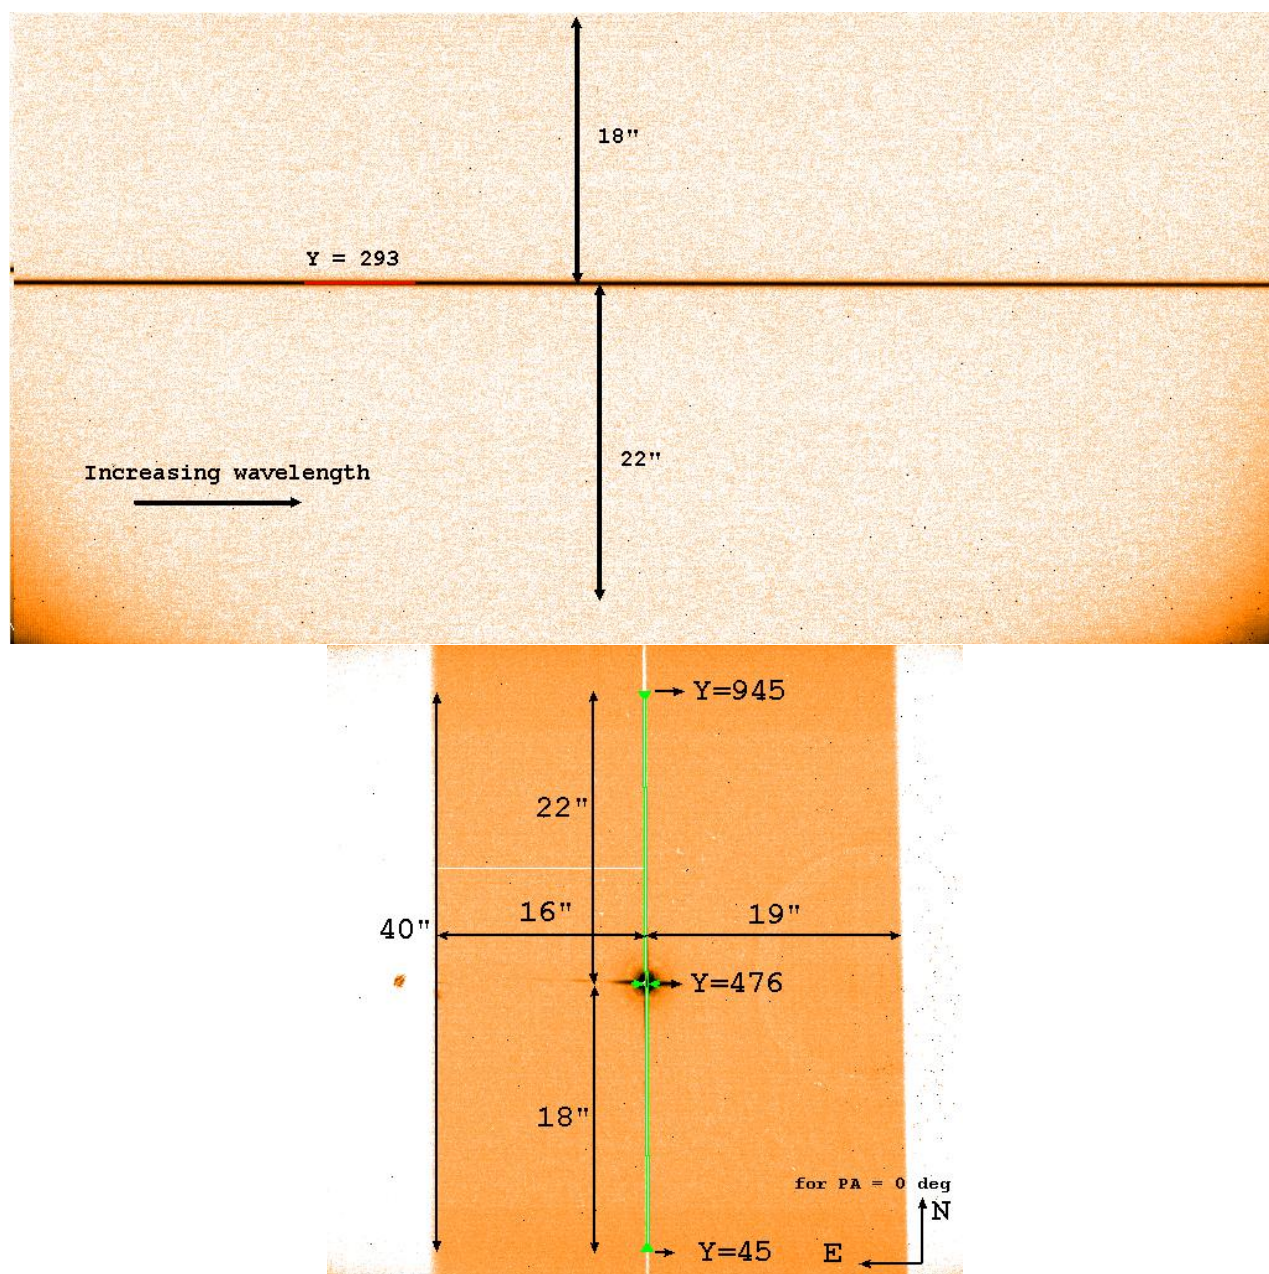 18"
Y = 293
22"
Increasing wavelength
Y=945
22"
16"
19"
40"
Y=476
18"
for PA = 0 deg
N
Y=45
E